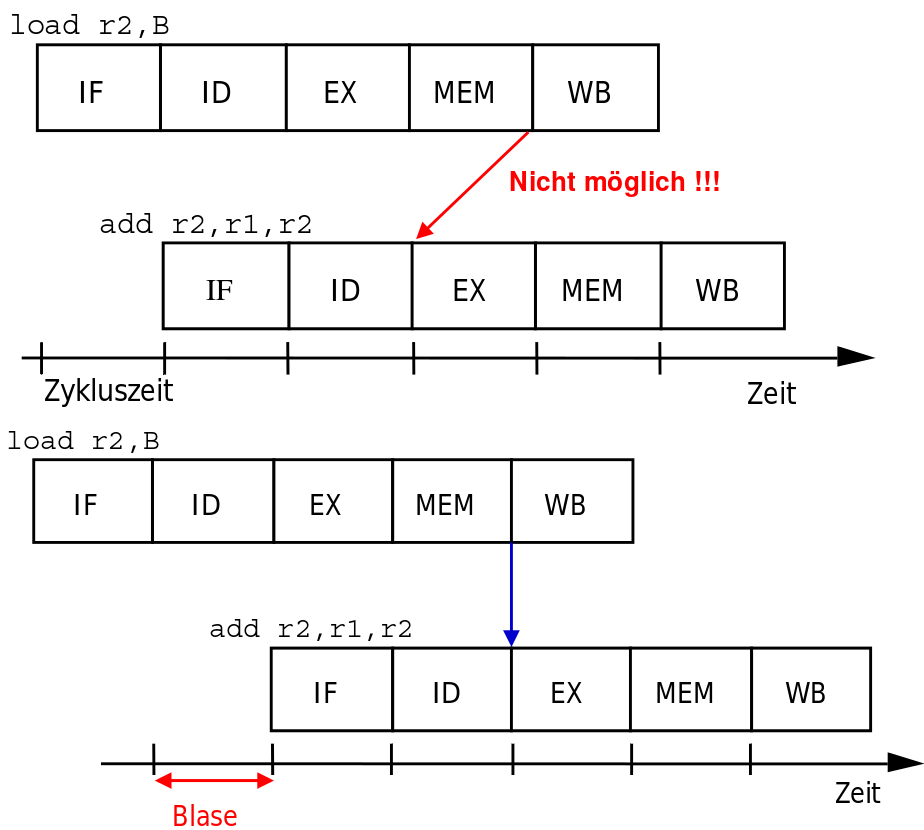 load r2,B
IF ID EX MEM WB
Nicht möglich !!!
add r2,r1,r2
IF ID EX MEM WB
Zykluszeit Zeit
load r2,B
IF ID EX MEM WB
add r2,r1,r2
IF ID EX MEM WB
Zeit
Blase